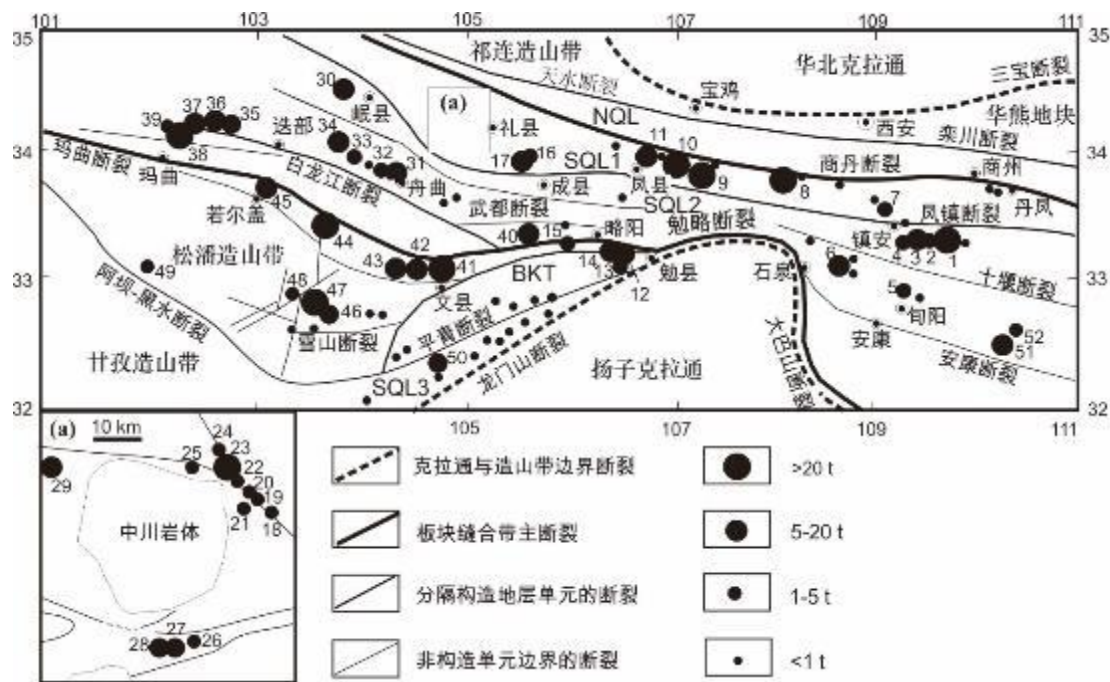 101 103 105 107 109 111
35 35
祁连造山带
华北克拉通
天水断裂
三宝断裂
宝鸡
30
岷县
(a)
NQL
华熊地块
西安
39 37 36 35
礼县
栾川断裂
迭部
34
33
32
31
11 10
34 34
38
17 16
SQL1
商丹断裂
商州
玛曲断裂
玛曲
白龙江断裂
舟曲
成县
凤县
9
8
7
丹凤
45
武都断裂
SQL2
凤镇断裂
若尔盖
44
40 15
略阳
勉略断裂
镇安
松潘造山带
42
14
6
4 3 2 1
43
41
BKT
13
勉县
石泉
33 33
49
12
十堰断裂
阿坝-黑水断裂
48 47
文县
5
46
旬阳
雪山断裂
平青断裂
安康
52
甘孜造山带
50
龙门山断裂
扬子克拉通
大巴山断裂
安康断裂
51
SQL3
32 32
105 107 109 111
(a) 10 km
24
23
25 22
20
29 19
21 18
中川岩体
28 27 26
克拉通与造山带边界断裂 >20 t
板块缝合带主断裂 5-20 t
分隔构造地层单元的断裂 1-5 t
非构造单元边界的断裂 <1 t